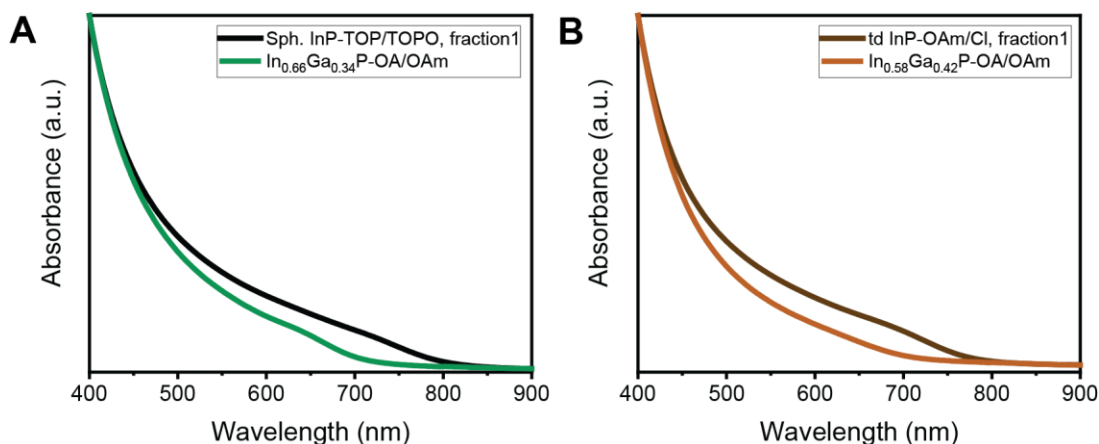 A
Sph. InP-TOP/TOPO, fraction1
In₀.₆₆Ga₀.₃₄P-OA/OAm
Absorbance (a.u.)
400 500 600 700 800 900
Wavelength (nm)
B
td InP-OAm/Cl, fraction1
In₀.₅₈Ga₀.₄₂P-OA/OAm
Absorbance (a.u.)
400 500 600 700 800 900
Wavelength (nm)